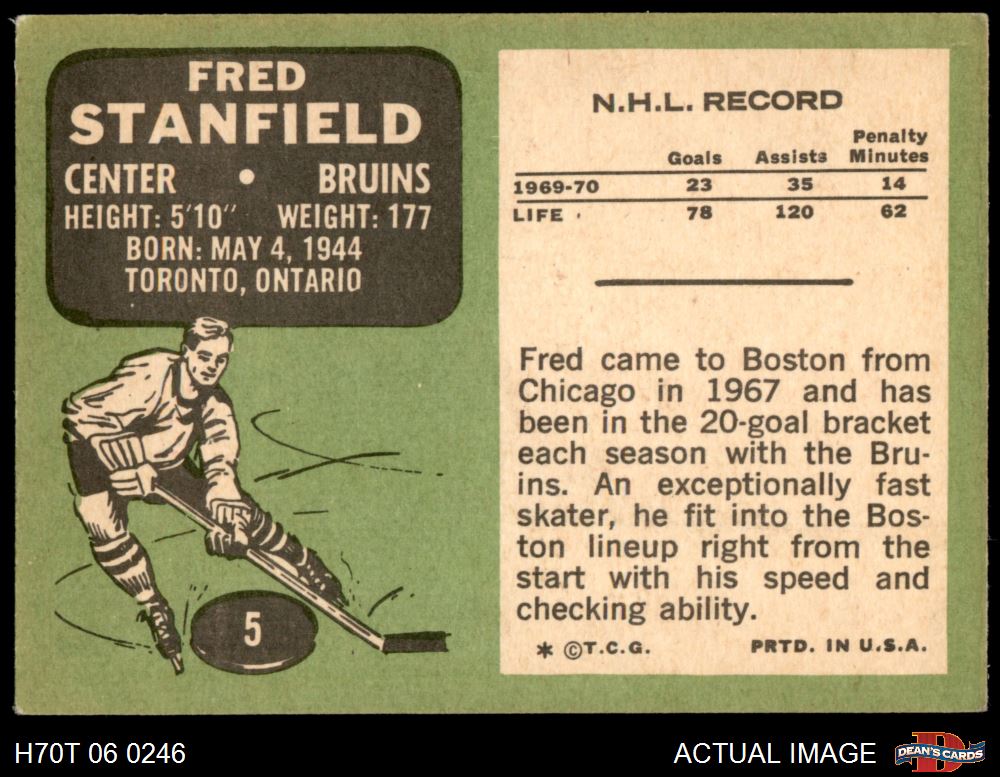 FRED
STANFIELD
CENTER • BRUINS
HEIGHT: 5'10" WEIGHT: 177
BORN: MAY 4, 1944
TORONTO, ONTARIO
5
N.H.L. RECORD
Goals Assists Penalty Minutes
1969-70 23 35 14
LIFE 78 120 62
Fred came to Boston from
Chicago in 1967 and has
been in the 20-goal bracket
each season with the Bru-
ins. An exceptionally fast
skater, he fit into the Bos-
ton lineup right from the
start with his speed and
checking ability.
* ©T.C.G. PRTD. IN U.S.A.
H70T 06 0246 ACTUAL IMAGE DEAN'S CARDS